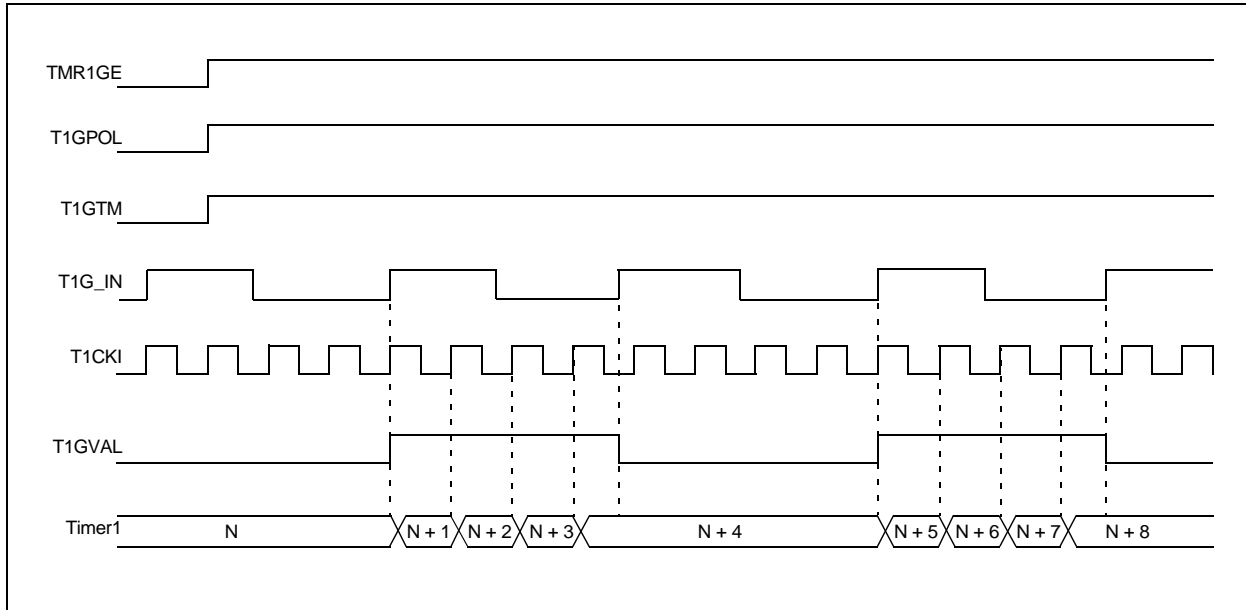 TMR1GE
T1GPOL
T1GTM
T1G_IN
T1CKI
T1GVAL
Timer1 N N + 1 N + 2 N + 3 N + 4 N + 5 N + 6 N + 7 N + 8